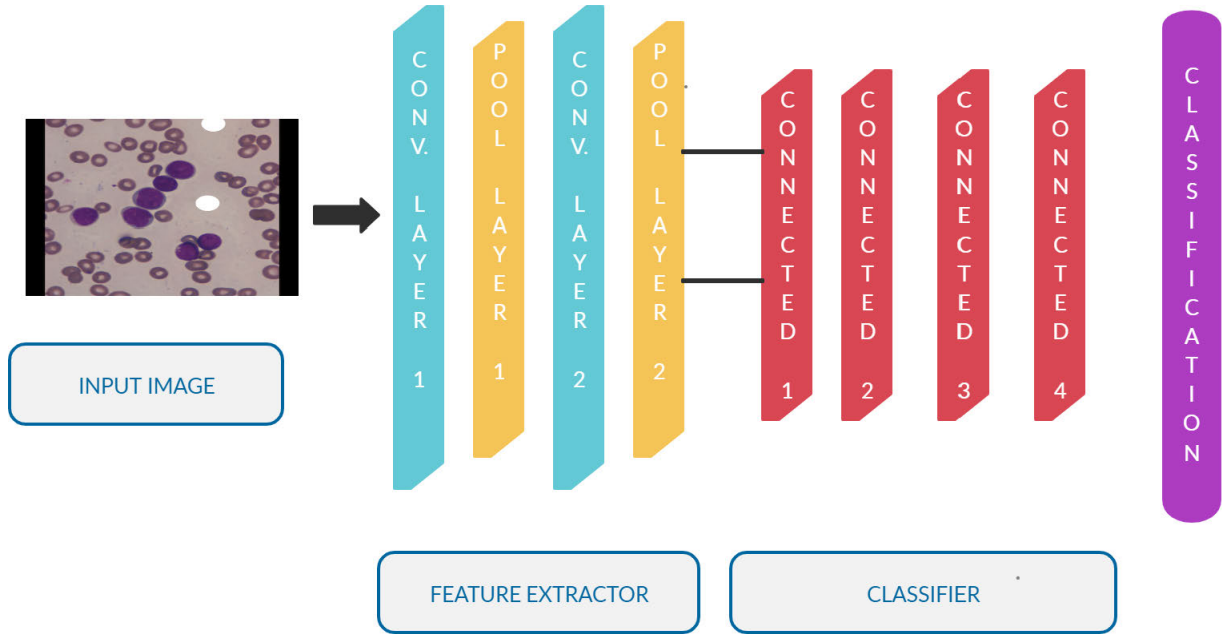 CONV. LAYER 1
POOL LAYER 1
CONV. LAYER 2
POOL LAYER 2
CONNECTED 1
CONNECTED 2
CONNECTED 3
CONNECTED 4
CLASSIFICATION
INPUT IMAGE
FEATURE EXTRACTOR
CLASSIFIER